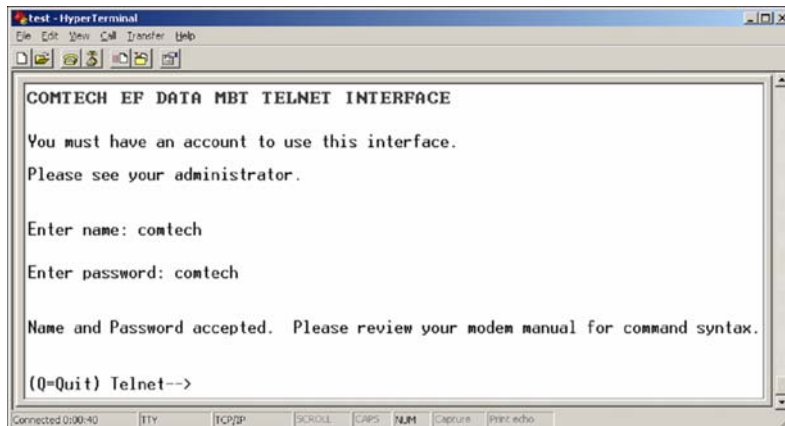 test - HyperTerminal
File Edit View Call Transfer Help
COMTECH EF DATA MBT TELNET INTERFACE
You must have an account to use this interface.
Please see your administrator.
Enter name: comtech
Enter password: comtech
Name and Password accepted. Please review your modem manual for command syntax.
(Q=Quit) Telnet-->
Connected 0:00:40 TTY TCP/IP SCROLL CAPS NUM Capture Print echo